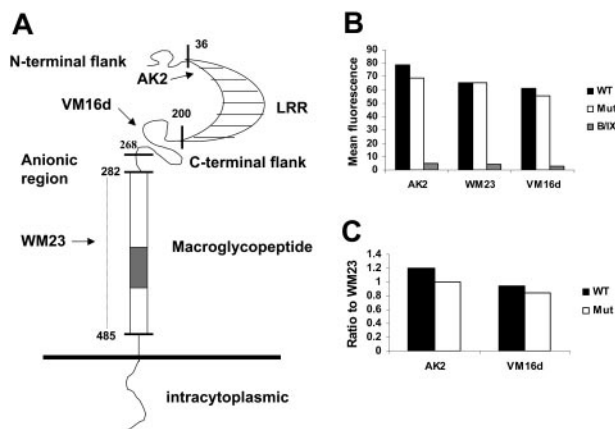 A
N-terminal flank
36
AK2
VM16d
200
LRR
268
C-terminal flank
Anionic
region
282
WM23
Macroglycopeptide
485
intracytoplasmic
B
Mean fluorescence
90
80
70
60
50
40
30
20
10
0
AK2 WM23 VM16d
WT
Mut
B/IX
C
Ratio to WM23
1.4
1.2
1
0.8
0.6
0.4
0.2
0
AK2 VM16d
WT
Mut